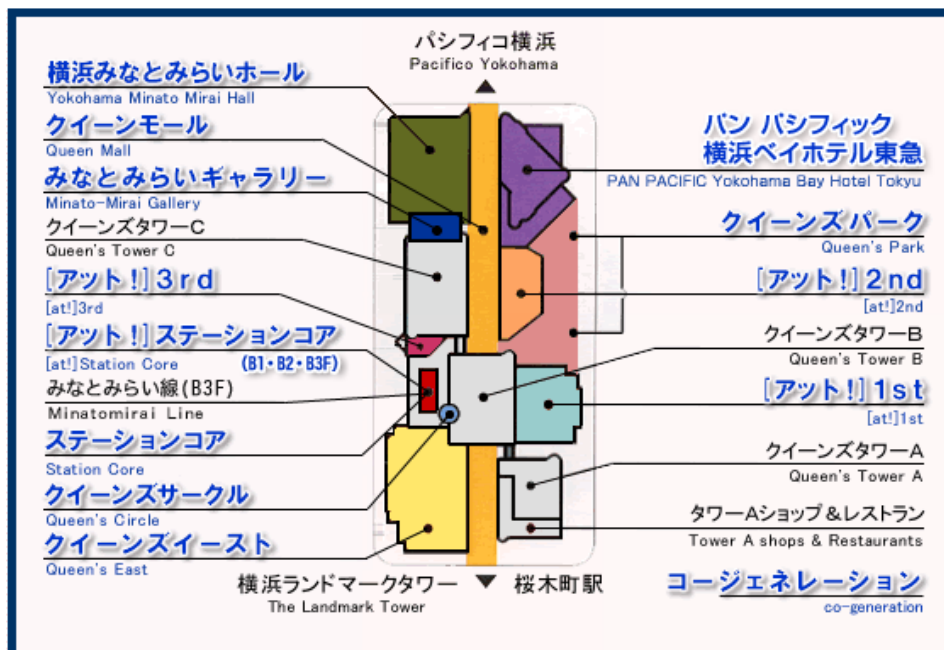 パシフィコ横浜
Pacifico Yokohama
横浜みなとみらいホール
Yokohama Minato Mirai Hall
クイーンモール
Queen Mall
みなとみらいギャラリー
Minato-Mirai Gallery
クイーンズタワーC
Queen's Tower C
[アット!]3rd
[at!]3rd
[アット!]ステーションコア
[at!]Station Core (B1・B2・B3F)
みなとみらい線(B3F)
Minatomirai Line
ステーションコア
Station Core
クイーンズサークル
Queen's Circle
クイーンズイースト
Queen's East
パン パシフィック
横浜ベイホテル東急
PAN PACIFIC Yokohama Bay Hotel Tokyu
クイーンズパーク
Queen's Park
[アット!]2nd
[at!]2nd
クイーンズタワーB
Queen's Tower B
[アット!]1st
[at!]1st
クイーンズタワーA
Queen's Tower A
タワーAショップ&レストラン
Tower A shops & Restaurants
コージェネレーション
co-generation
横浜ランドマークタワー
The Landmark Tower
桜木町駅